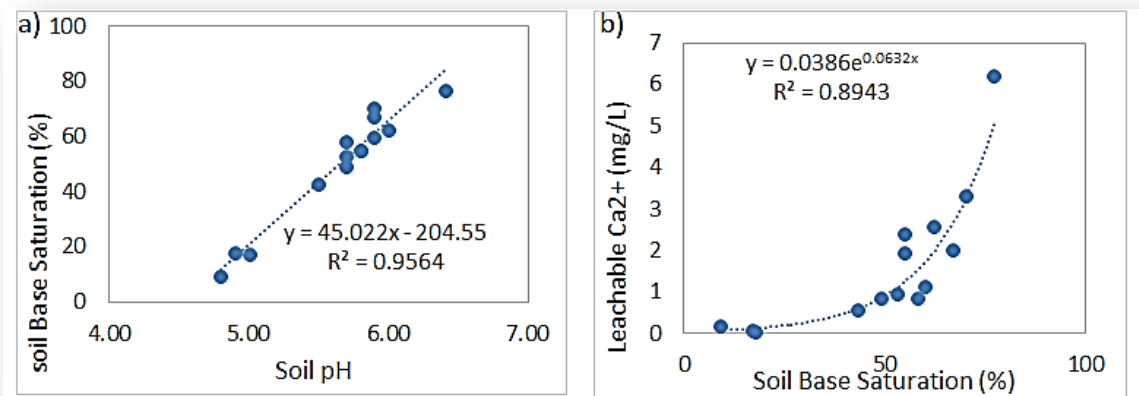 a)
100
80
60
40
20
0
soil Base Saturation (%)
y = 45.022x - 204.55
R² = 0.9564
4.00 5.00 6.00 7.00
Soil pH
b)
7
6
5
4
3
2
1
0
Leachable Ca2+ (mg/L)
y = 0.0386e^0.0632x
R² = 0.8943
0 50 100
Soil Base Saturation (%)